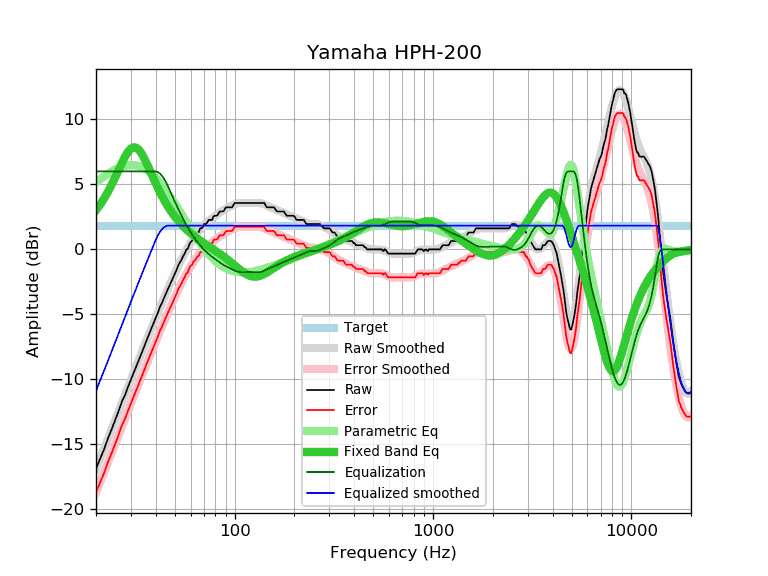 Yamaha HPH-200
Amplitude (dBr)
10
5
0
−5
−10
−15
−20
Target
Raw Smoothed
Error Smoothed
Raw
Error
Parametric Eq
Fixed Band Eq
Equalization
Equalized smoothed
100
1000
10000
Frequency (Hz)